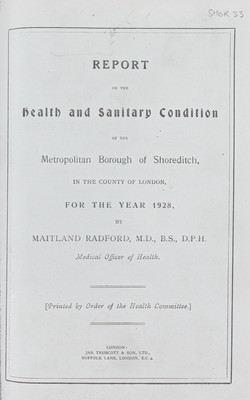 SHOR 33
REPORT
ON THE
Health and Sanitary Condition
OF THE
Metropolitan Borough of Shoreditch,
IN THE COUNTY OF LONDON,
FOR THE YEAR 1928,
BY
MAITLAND RADFORD, M.D., B.S., D.P.H.
Medical Officer of Health.
[Printed by Order of the Health Committee.]
LONDON:
JAS. TRUSCOTT & SON, LTD.,
SUFFOLK LANE, LONDON, E.C. 4